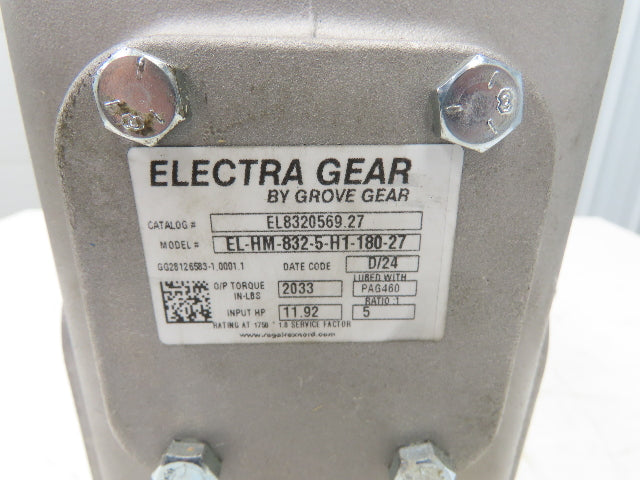 ELECTRA GEAR
BY GROVE GEAR
CATALOG # EL8320569.27
MODEL # EL-HM-832-5-H1-180-27
GG28126583-1.0001.1 DATE CODE D/24
LUBED WITH
O/P TORQUE IN-LBS 2033 PAG460
RATIO :1
INPUT HP 11.92 5
RATING AT 1750 * 1.0 SERVICE FACTOR
www.regalrexnord.com